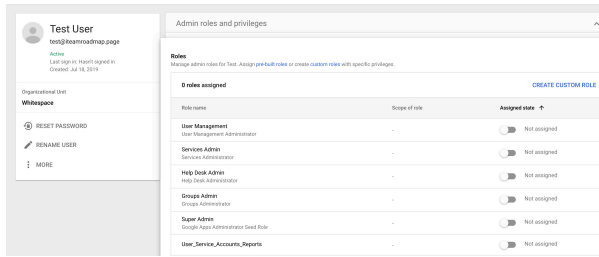 Test User
test@iteamroadmap.page
Active
Last sign in: Hasn't signed in
Created: Jul 18, 2019
Organizational Unit
Whitespace
RESET PASSWORD
RENAME USER
MORE
Admin roles and privileges
Roles
Manage admin roles for Test. Assign pre-built roles or create custom roles with specific privileges.
0 roles assigned CREATE CUSTOM ROLE
Role name Scope of role Assigned state
User Management
User Management Administrator - Not assigned
Services Admin
Services Administrator - Not assigned
Help Desk Admin
Help Desk Administrator - Not assigned
Groups Admin
Groups Administrator - Not assigned
Super Admin
Google Apps Administrator Seed Role - Not assigned
User_Service_Accounts_Reports - Not assigned